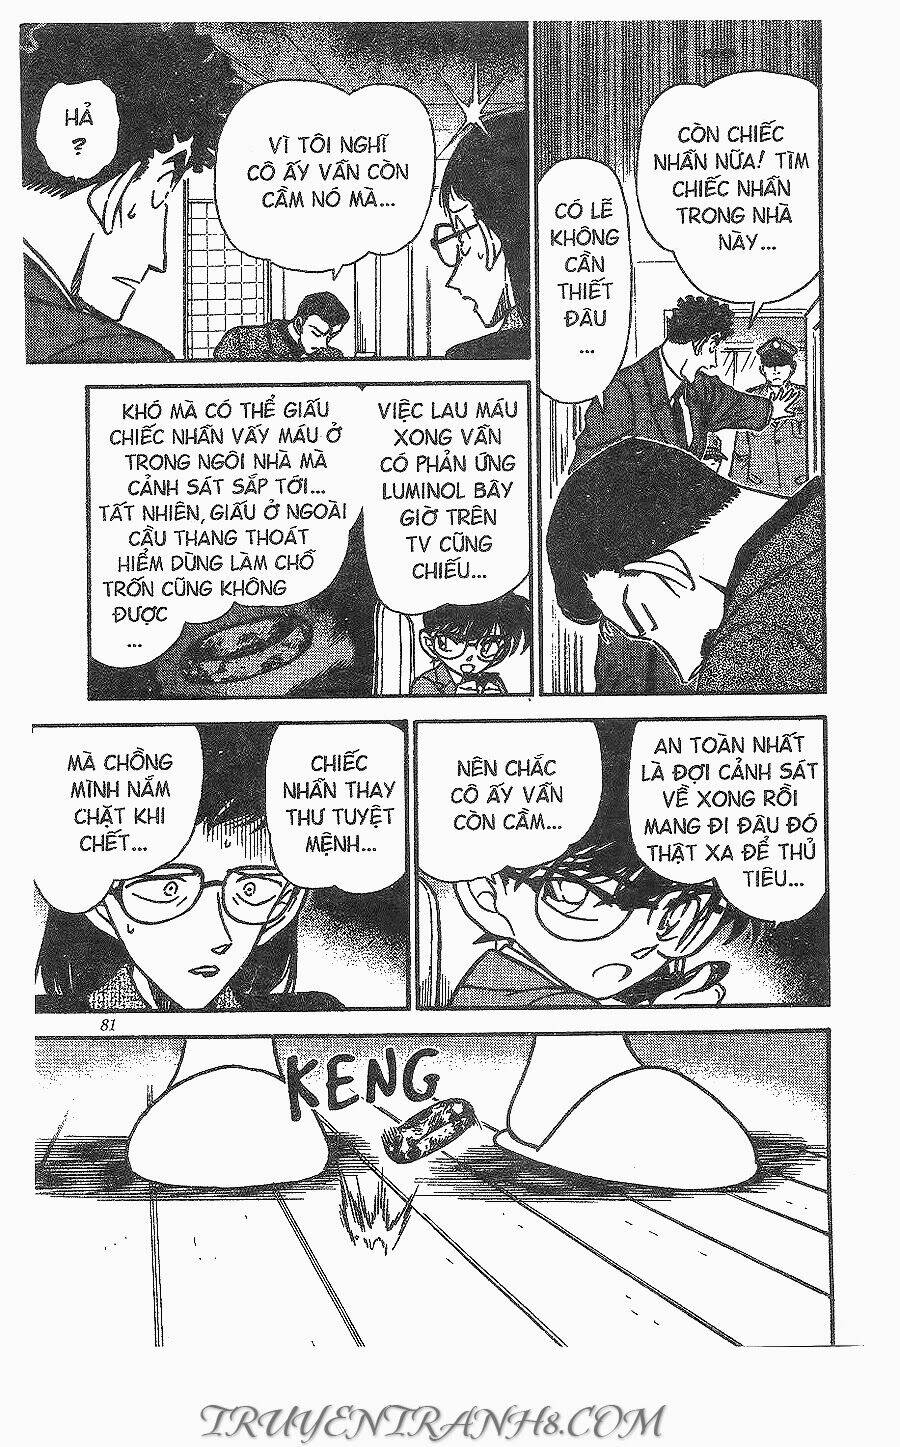 CÒN CHIẾC
NHẪN NỮA! TÌM
CHIẾC NHẪN
TRONG NHÀ
NÀY...
CÓ LẼ
KHÔNG
CẦN
THIẾT
ĐÂU
...
VÌ TÔI NGHĨ
CÔ ẤY VẪN CÒN
CẦM NÓ MÀ...
HẢ
?
VIỆC LAU MÁU
XONG VẪN
CÓ PHẢN ỨNG
LUMINOL BÂY
GIỜ TRÊN
TV CŨNG
CHIẾU...
KHÓ MÀ CÓ THỂ GIẤU
CHIẾC NHẪN VẤY MÁU Ở
TRONG NGÔI NHÀ MÀ
CẢNH SÁT SẮP TỚI...
TẤT NHIÊN, GIẤU Ở NGOÀI
CẦU THANG THOÁT
HIỂM DÙNG LÀM CHỖ
TRỐN CŨNG KHÔNG
ĐƯỢC
...
AN TOÀN NHẤT
LÀ ĐỢI CẢNH SÁT
VỀ XONG RỒI
MANG ĐI ĐÂU ĐÓ
THẬT XA ĐỂ THỦ
TIÊU...
NÊN CHẮC
CÔ ẤY VẪN
CÒN CẦM...
CHIẾC
NHẪN THAY
THƯ TUYỆT
MỆNH...
MÀ CHỒNG
MÌNH NẮM
CHẶT KHI
CHẾT...
81
KENG
TRUYENTRANH8.COM